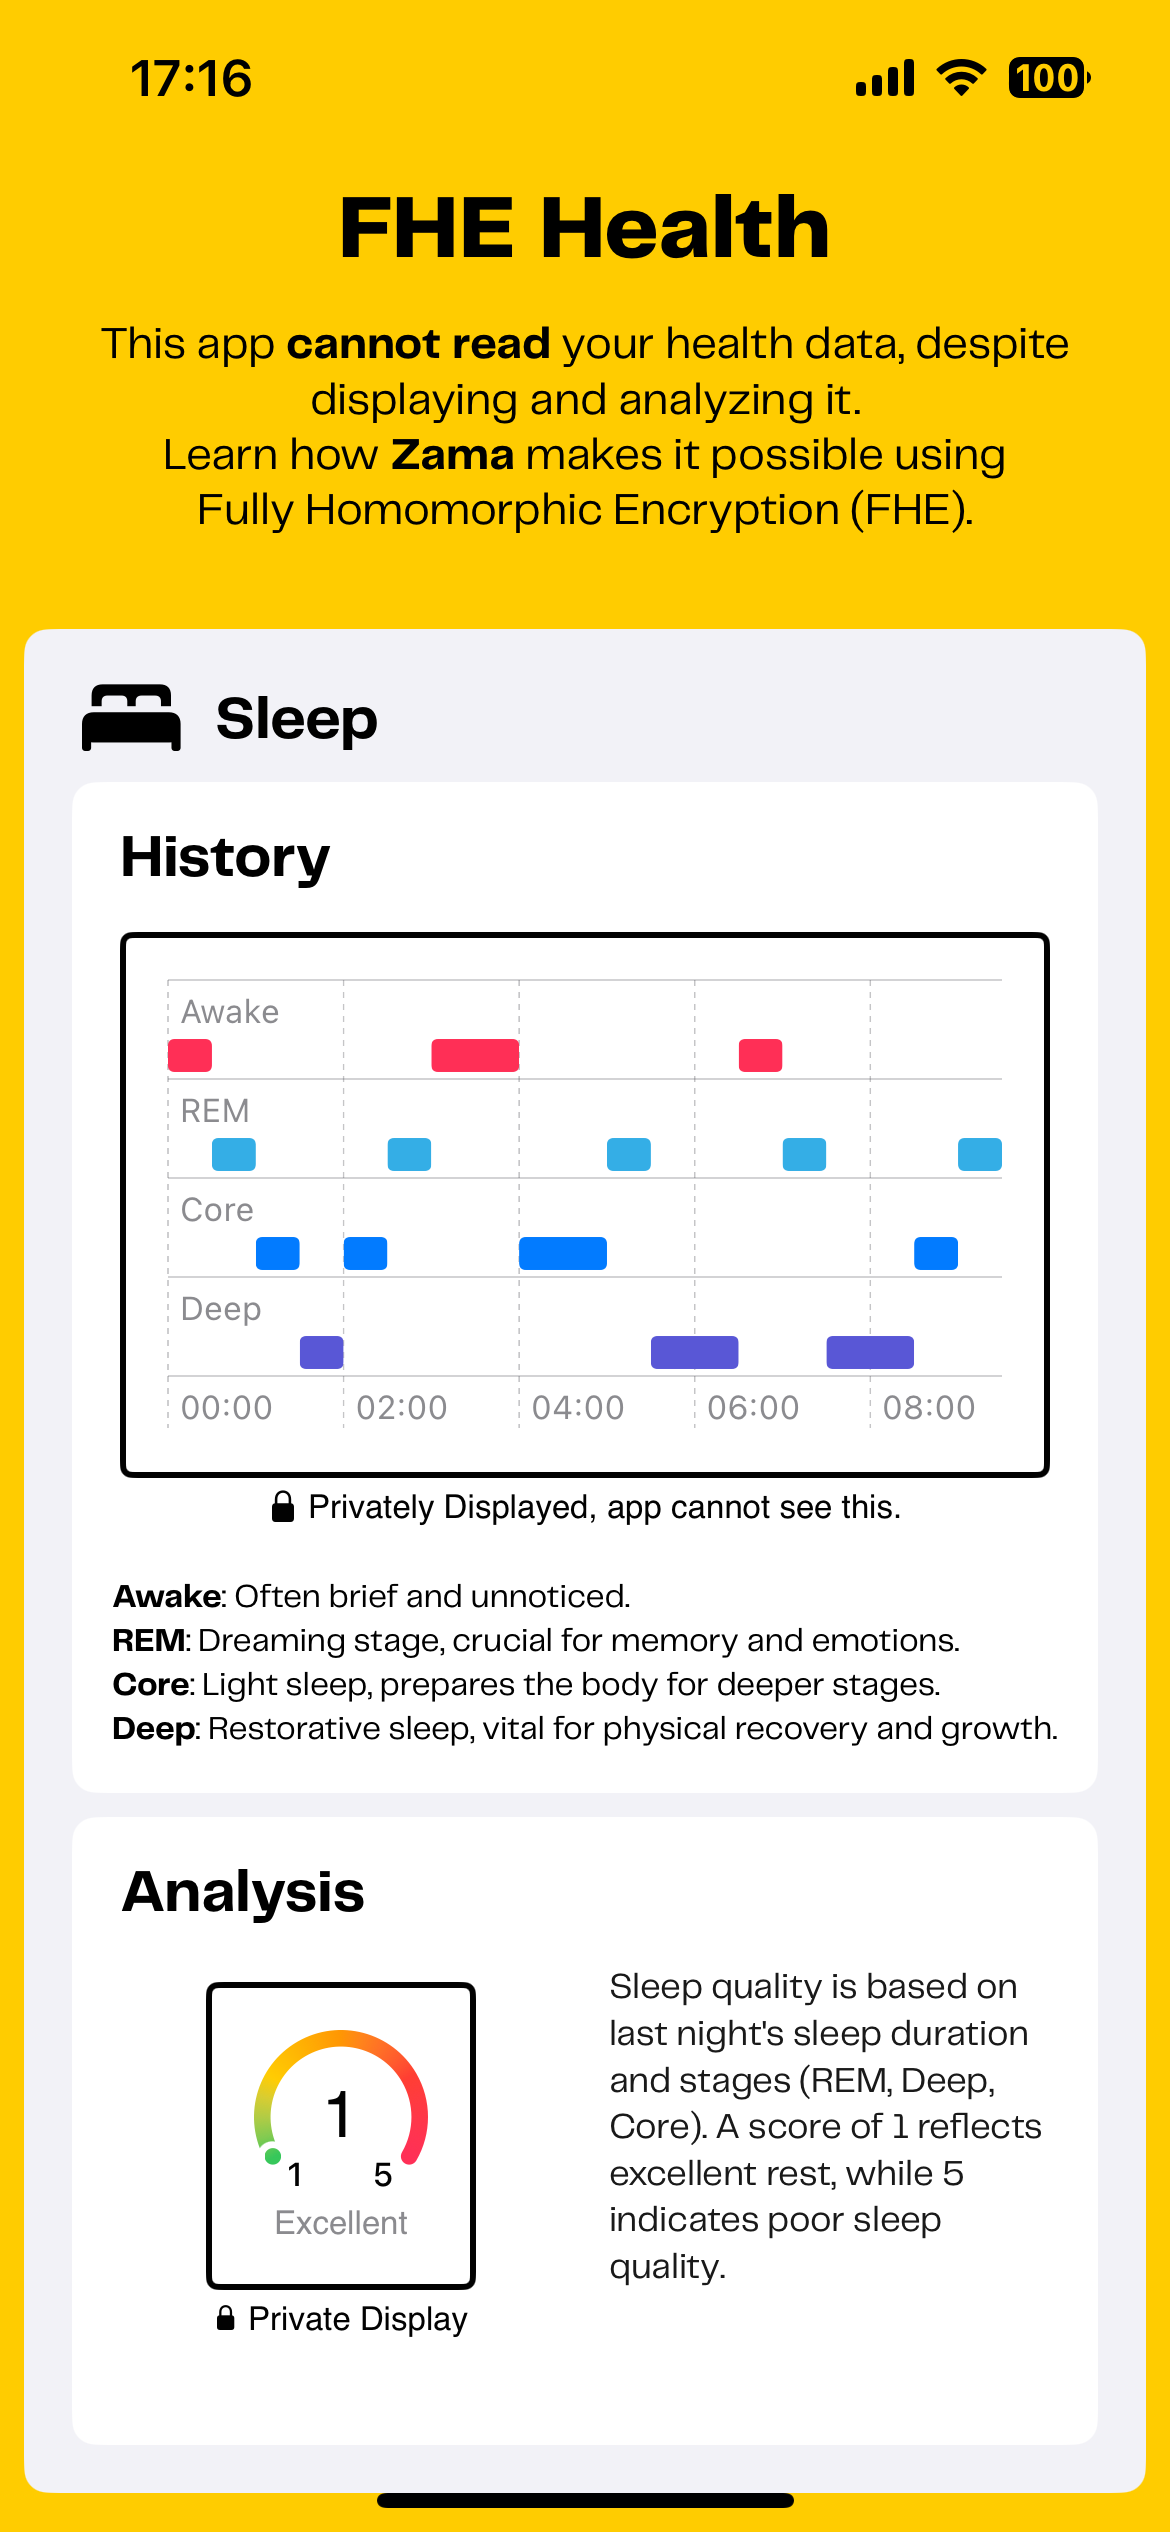 17:16
100
FHE Health
This app cannot read your health data, despite
displaying and analyzing it.
Learn how Zama makes it possible using
Fully Homomorphic Encryption (FHE).
Sleep
History
Awake
REM
Core
Deep
00:00 02:00 04:00 06:00 08:00
Privately Displayed, app cannot see this.
Awake: Often brief and unnoticed.
REM: Dreaming stage, crucial for memory and emotions.
Core: Light sleep, prepares the body for deeper stages.
Deep: Restorative sleep, vital for physical recovery and growth.
Analysis
1
1 5
Excellent
Private Display
Sleep quality is based on
last night's sleep duration
and stages (REM, Deep,
Core). A score of 1 reflects
excellent rest, while 5
indicates poor sleep
quality.